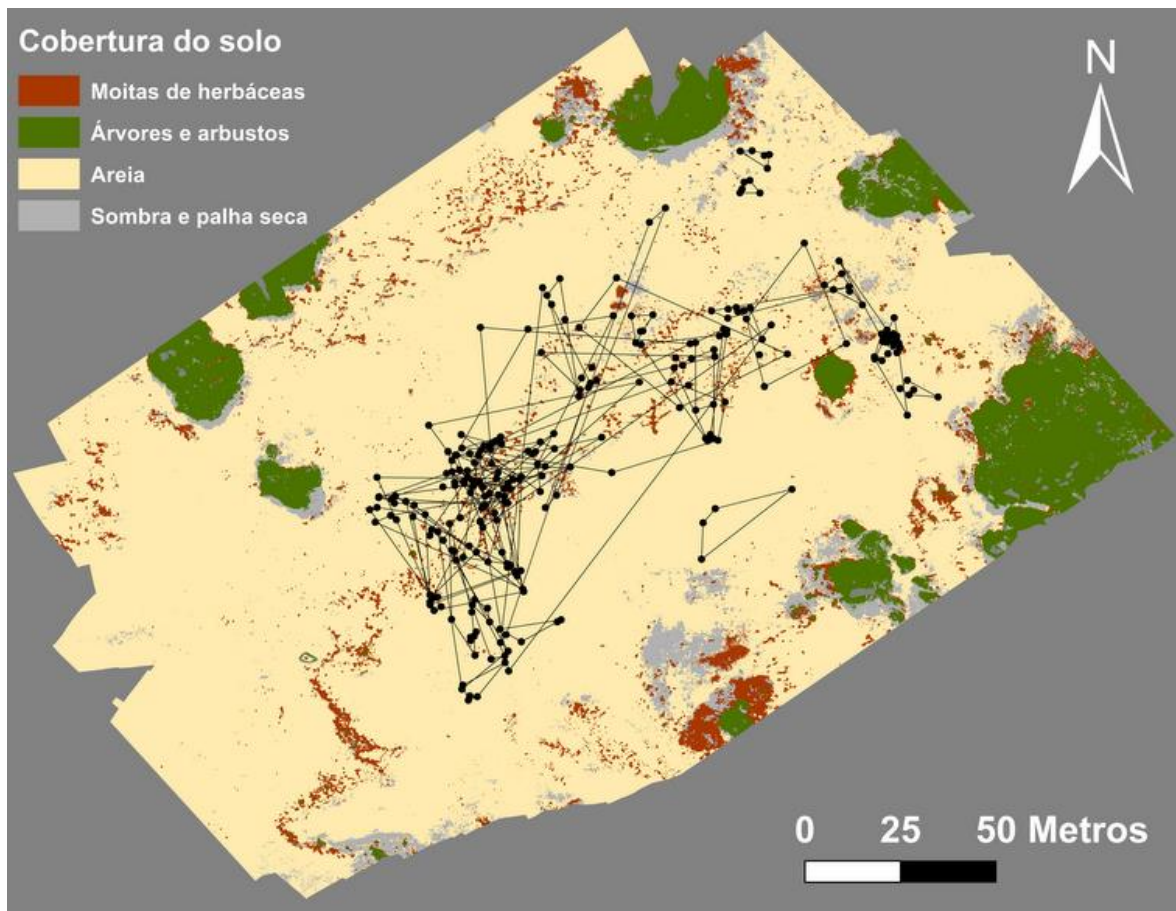 Cobertura do solo
Moitas de herbáceas
Árvores e arbustos
Areia
Sombra e palha seca
N
0 25 50 Metros